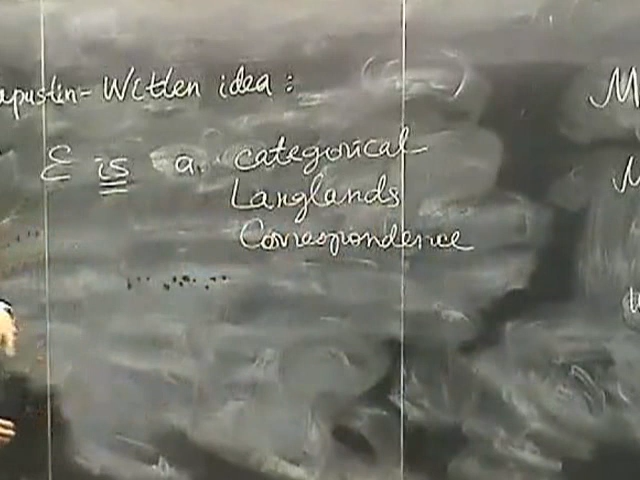 apustin-Witten idea:
ℰ is a categorical
Langlands
Correspondence
M
M